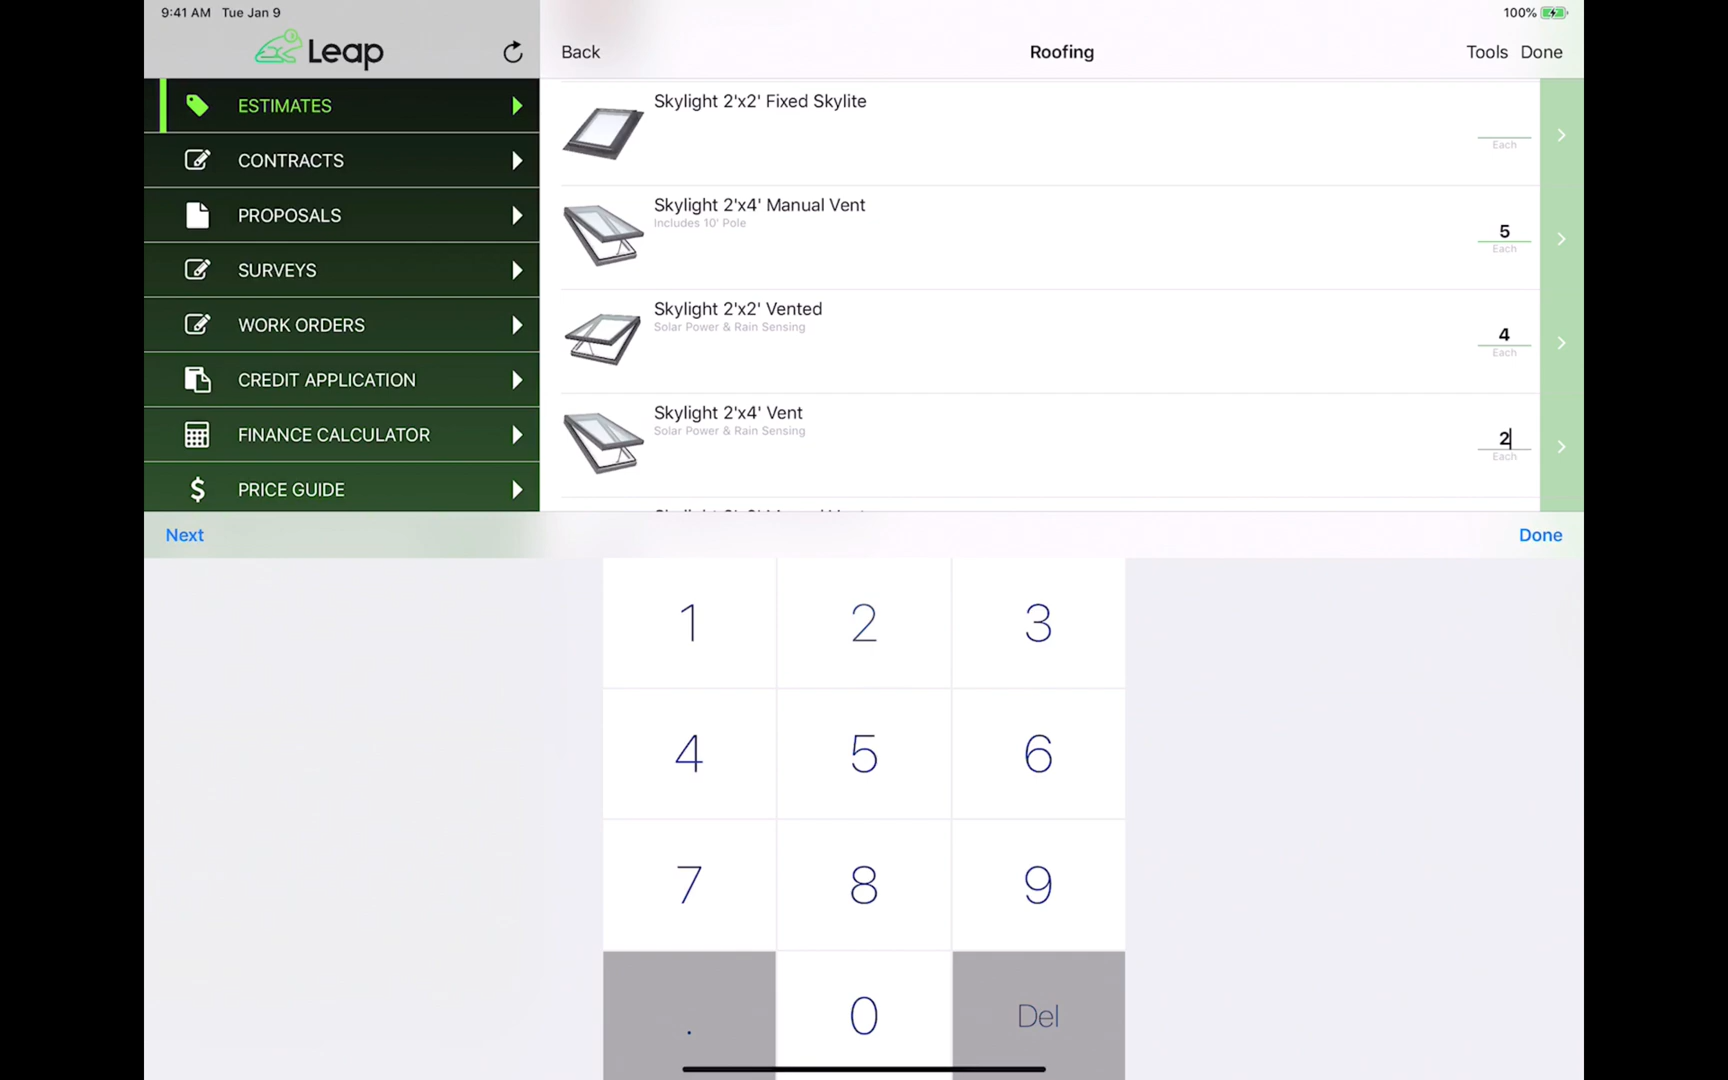 9:41 AM Tue Jan 9
100%
Leap
Back
Roofing
Tools Done
ESTIMATES
CONTRACTS
PROPOSALS
SURVEYS
WORK ORDERS
CREDIT APPLICATION
FINANCE CALCULATOR
PRICE GUIDE
Skylight 2'x2' Fixed Skylite
Each
Skylight 2'x4' Manual Vent
Includes 10' Pole
5
Each
Skylight 2'x2' Vented
Solar Power & Rain Sensing
4
Each
Skylight 2'x4' Vent
Solar Power & Rain Sensing
2
Each
Next
Done
1 2 3
4 5 6
7 8 9
. 0 Del